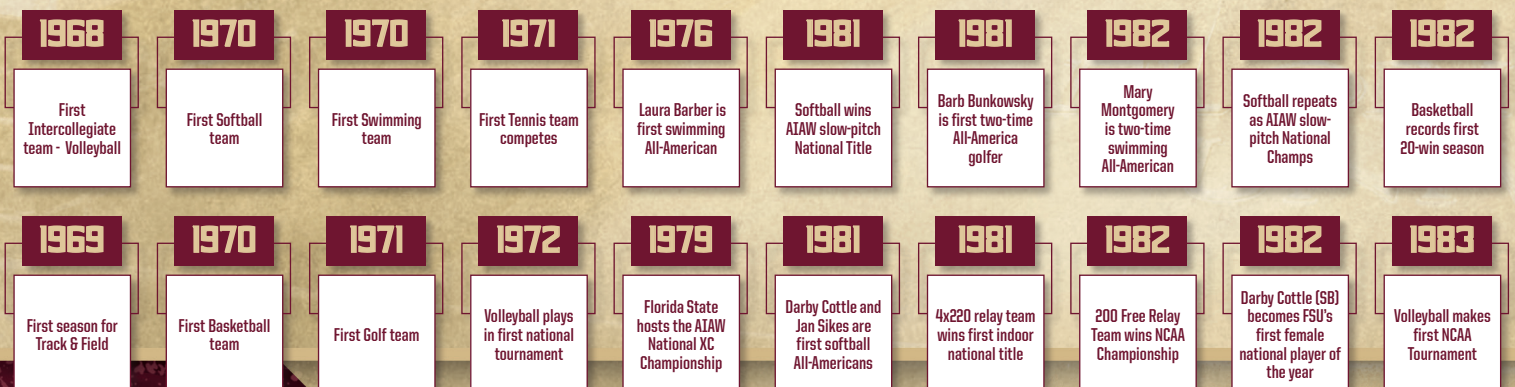 1968
First
Intercollegiate
team - Volleyball
1970
First Softball
team
1970
First Swimming
team
1971
First Tennis team
competes
1976
Laura Barber is
first swimming
All-American
1981
Softball wins
AIAW slow-pitch
National Title
1981
Barb Bunkowsky
is first two-time
All-America
golfer
1982
Mary
Montgomery
is two-time
swimming
All-American
1982
Softball repeats
as AIAW slow-
pitch National
Champs
1982
Basketball
records first
20-win season
1969
First season for
Track & Field
1970
First Basketball
team
1971
First Golf team
1972
Volleyball plays
in first national
tournament
1979
Florida State
hosts the AIAW
National XC
Championship
1981
Darby Cottle and
Jan Sikes are
first softball
All-Americans
1981
4x220 relay team
wins first indoor
national title
1982
200 Free Relay
Team wins NCAA
Championship
1982
Darby Cottle (SB)
becomes FSU's
first female
national player of
the year
1983
Volleyball makes
first NCAA
Tournament